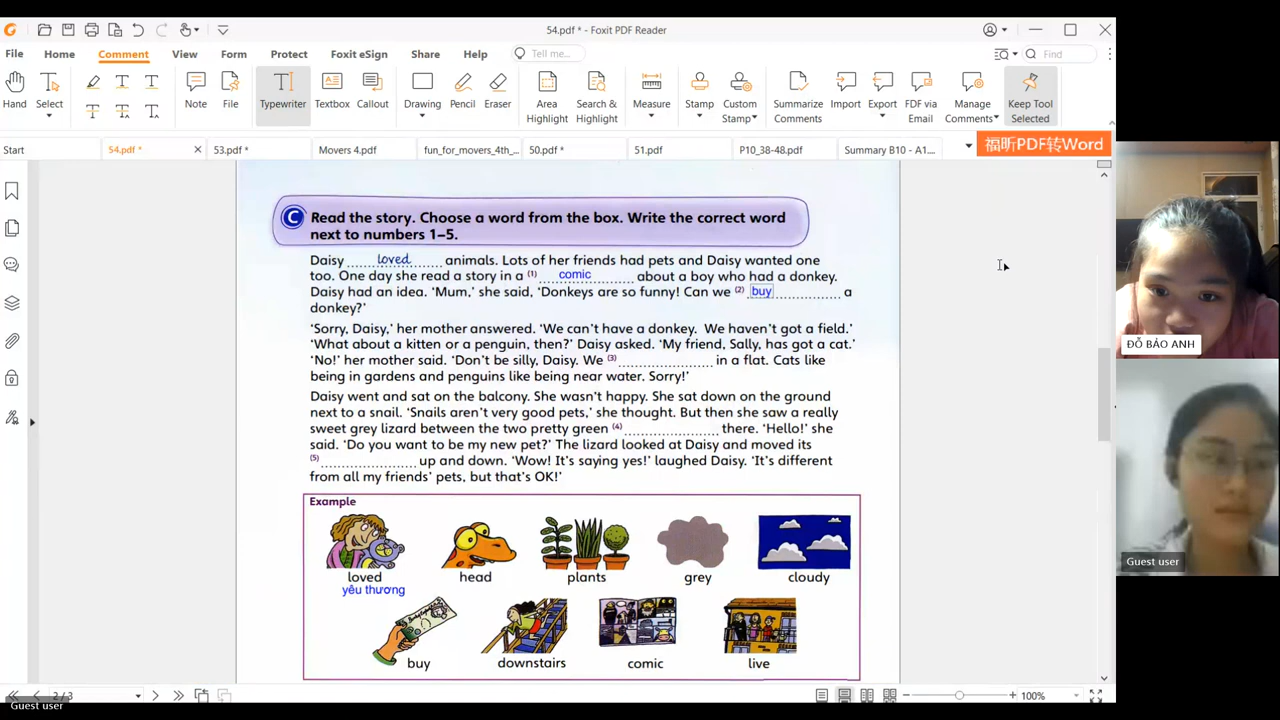 54.pdf * - Foxit PDF Reader
File Home Comment View Form Protect Foxit eSign Share Help Tell me... Find
Hand Select Note File Typewriter Textbox Callout Drawing Pencil Eraser Area Highlight Search & Highlight Measure Stamp Custom Stamp Summarize Comments Import Export FDF via Email Manage Comments Keep Tool Selected
Start 54.pdf * 53.pdf * Movers 4.pdf fun_for_movers_4th_... 50.pdf * 51.pdf P10_38-48.pdf Summary B10 - A1.... 福昕PDF转Word
C Read the story. Choose a word from the box. Write the correct word
next to numbers 1–5.
Daisy loved animals. Lots of her friends had pets and Daisy wanted one
too. One day she read a story in a (1) comic about a boy who had a donkey.
Daisy had an idea. ‘Mum,’ she said, ‘Donkeys are so funny! Can we (2) buy a
donkey?’
‘Sorry, Daisy,’ her mother answered. ‘We can’t have a donkey. We haven’t got a field.’
‘What about a kitten or a penguin, then?’ Daisy asked. ‘My friend, Sally, has got a cat.’
‘No!’ her mother said. ‘Don’t be silly, Daisy. We (3) in a flat. Cats like
being in gardens and penguins like being near water. Sorry!’
Daisy went and sat on the balcony. She wasn’t happy. She sat down on the ground
next to a snail. ‘Snails aren’t very good pets,’ she thought. But then she saw a really
sweet grey lizard between the two pretty green (4) there. ‘Hello!’ she
said. ‘Do you want to be my new pet?’ The lizard looked at Daisy and moved its
(5) up and down. ‘Wow! It’s saying yes!’ laughed Daisy. ‘It’s different
from all my friends’ pets, but that’s OK!’
Example
loved head plants grey cloudy
yêu thương
buy downstairs comic live
2 / 3 100%
Guest user
ĐỖ BẢO ANH
Guest user